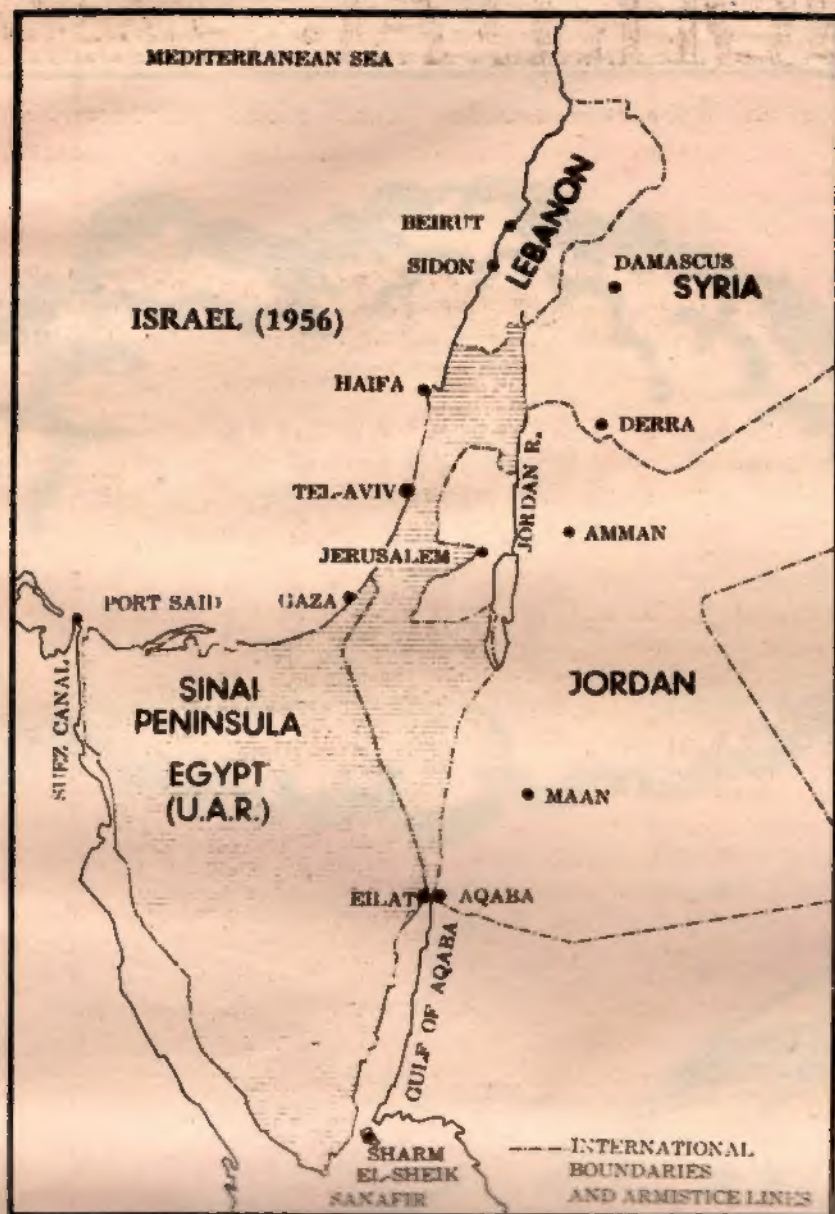 MEDITERRANEAN SEA
LEBANON
BEIRUT
SIDON
DAMASCUS
SYRIA
ISRAEL (1956)
HAIFA
DERRA
JORDAN R.
TEL-AVIV
AMMAN
JERUSALEM
PORT SAID
GAZA
SUEZ CANAL
SINAI
PENINSULA
JORDAN
EGYPT
(U.A.R.)
MAAN
EILAT
AQABA
GULF OF AQABA
SHARM
EL-SHEIK
SANAFIR
INTERNATIONAL
BOUNDARIES
AND ARMISTICE LINES